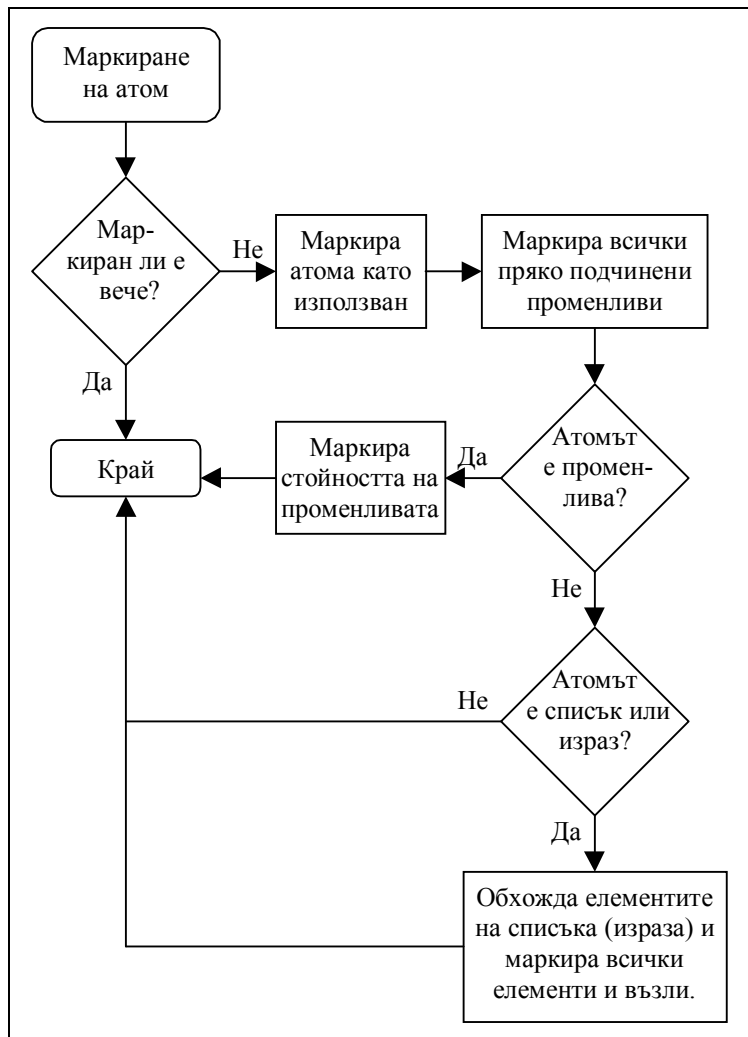 Маркиране
на атом
Мар-
киран ли е
вече?
Не
Маркира
атома като
използван
Маркира всички
пряко подчинени
променливи
Да
Край
Маркира
стойността на
променливата
Да
Атомът
е промен-
лива?
Не
Не
Атомът
е списък или
израз?
Да
Обхожда елементите
на списъка (израза) и
маркира всички
елементи и възли.